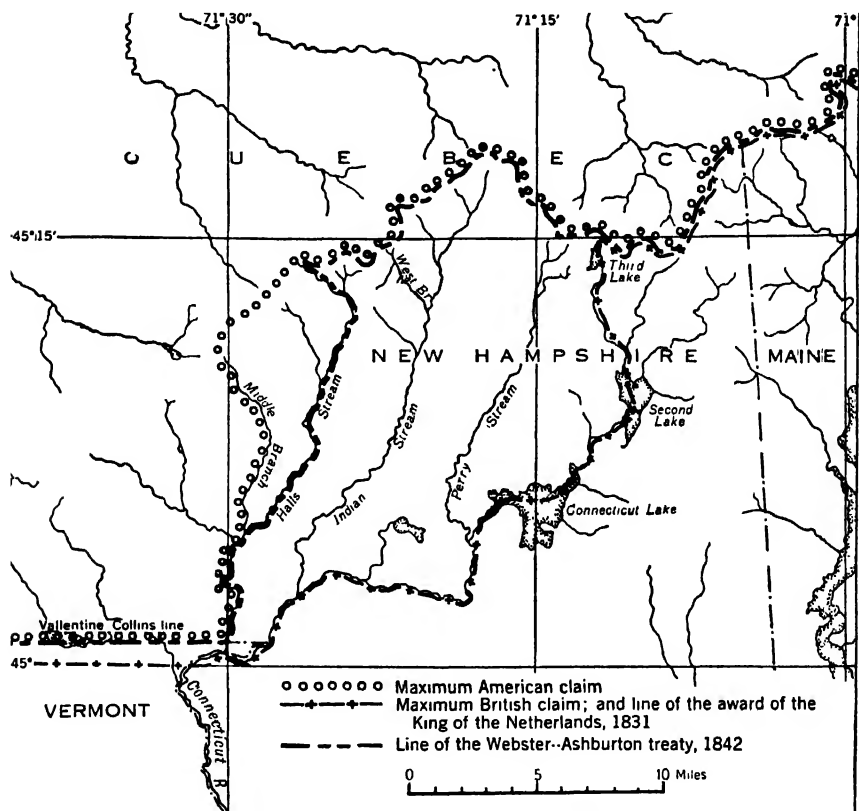 71° 30"
71° 15'
71°
Q U E B E C
45°15'
West Br.
Third
Lake
NEW HAMPSHIRE
MAINE
Middle
Branch
Stream
Halls
Stream
Indian
Stream
Perry
Second
Lake
Connecticut Lake
Vallentine Collins line
45°
VERMONT
Connecticut R
Maximum American claim
Maximum British claim; and line of the award of the
King of the Netherlands, 1831
Line of the Webster--Ashburton treaty, 1842
0 5 10 Miles